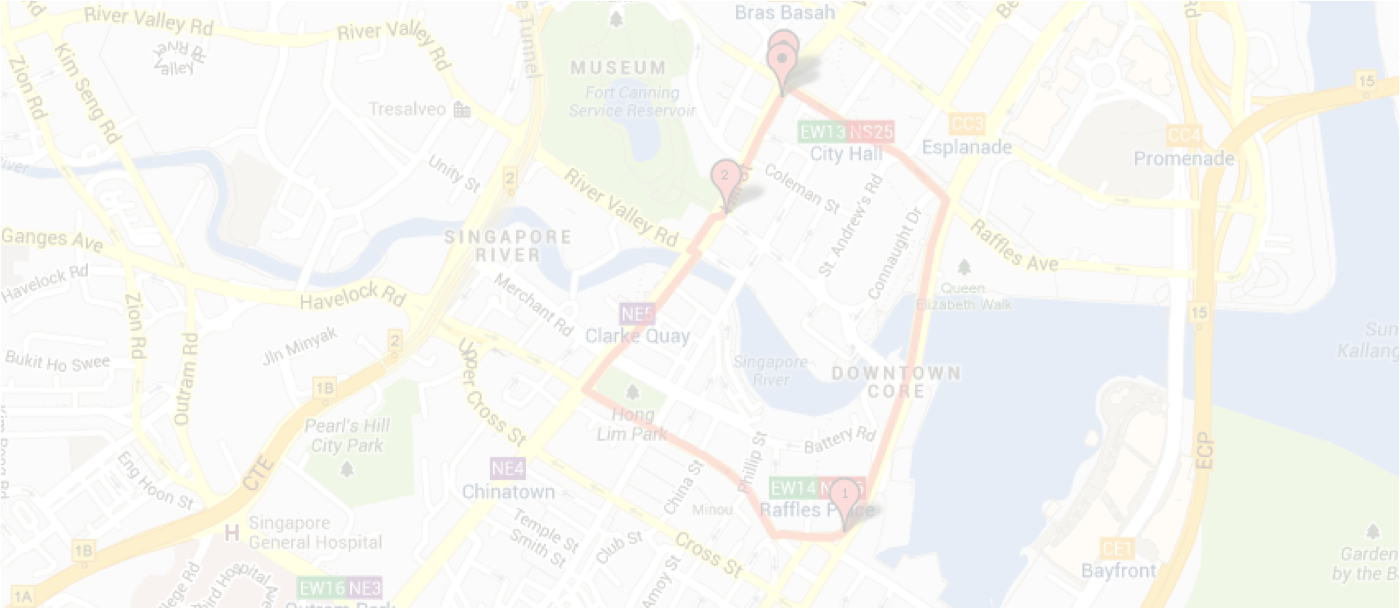 Bras Basah
River Valley Rd
River Valley Rd
River
Valley R
Zion Rd
Kim Seng Rd
Tunnel
MUSEUM
Fort Canning
Service Reservoir
Tresalveo
15
EW13 NS25
City Hall
CC3
Esplanade
CC4
Promenade
Unity St
2
2
River Valley Rd
Coleman St
St. Andrew's Rd
Connaught Dr
Raffles Ave
SINGAPORE
RIVER
Ganges Ave
Havelock Rd
Havelock Rd
Merchant Rd
NE5
Clarke Quay
Queen
Elizabeth Walk
15
Zion Rd
Outram Rd
Jln Minyak
2
Bukit Ho Swee
1B
Upper Cross St
Singapore
River
DOWNTOWN
CORE
Sun
Kallang
Pearl's Hill
City Park
Hong
Lim Park
Battery Rd
Phillip St
China St
CTE
ECP
Eng Hoon St
NE4
Chinatown
EW14
1
Raffles Place
Minou
Temple St
Smith St
Club St
Cross St
Amoy St
H
Singapore
General Hospital
1B
CE1
Bayfront
Garden
by the B
EW16 NE3
Outram Park
1A
llege Rd
Third Hospital Ave